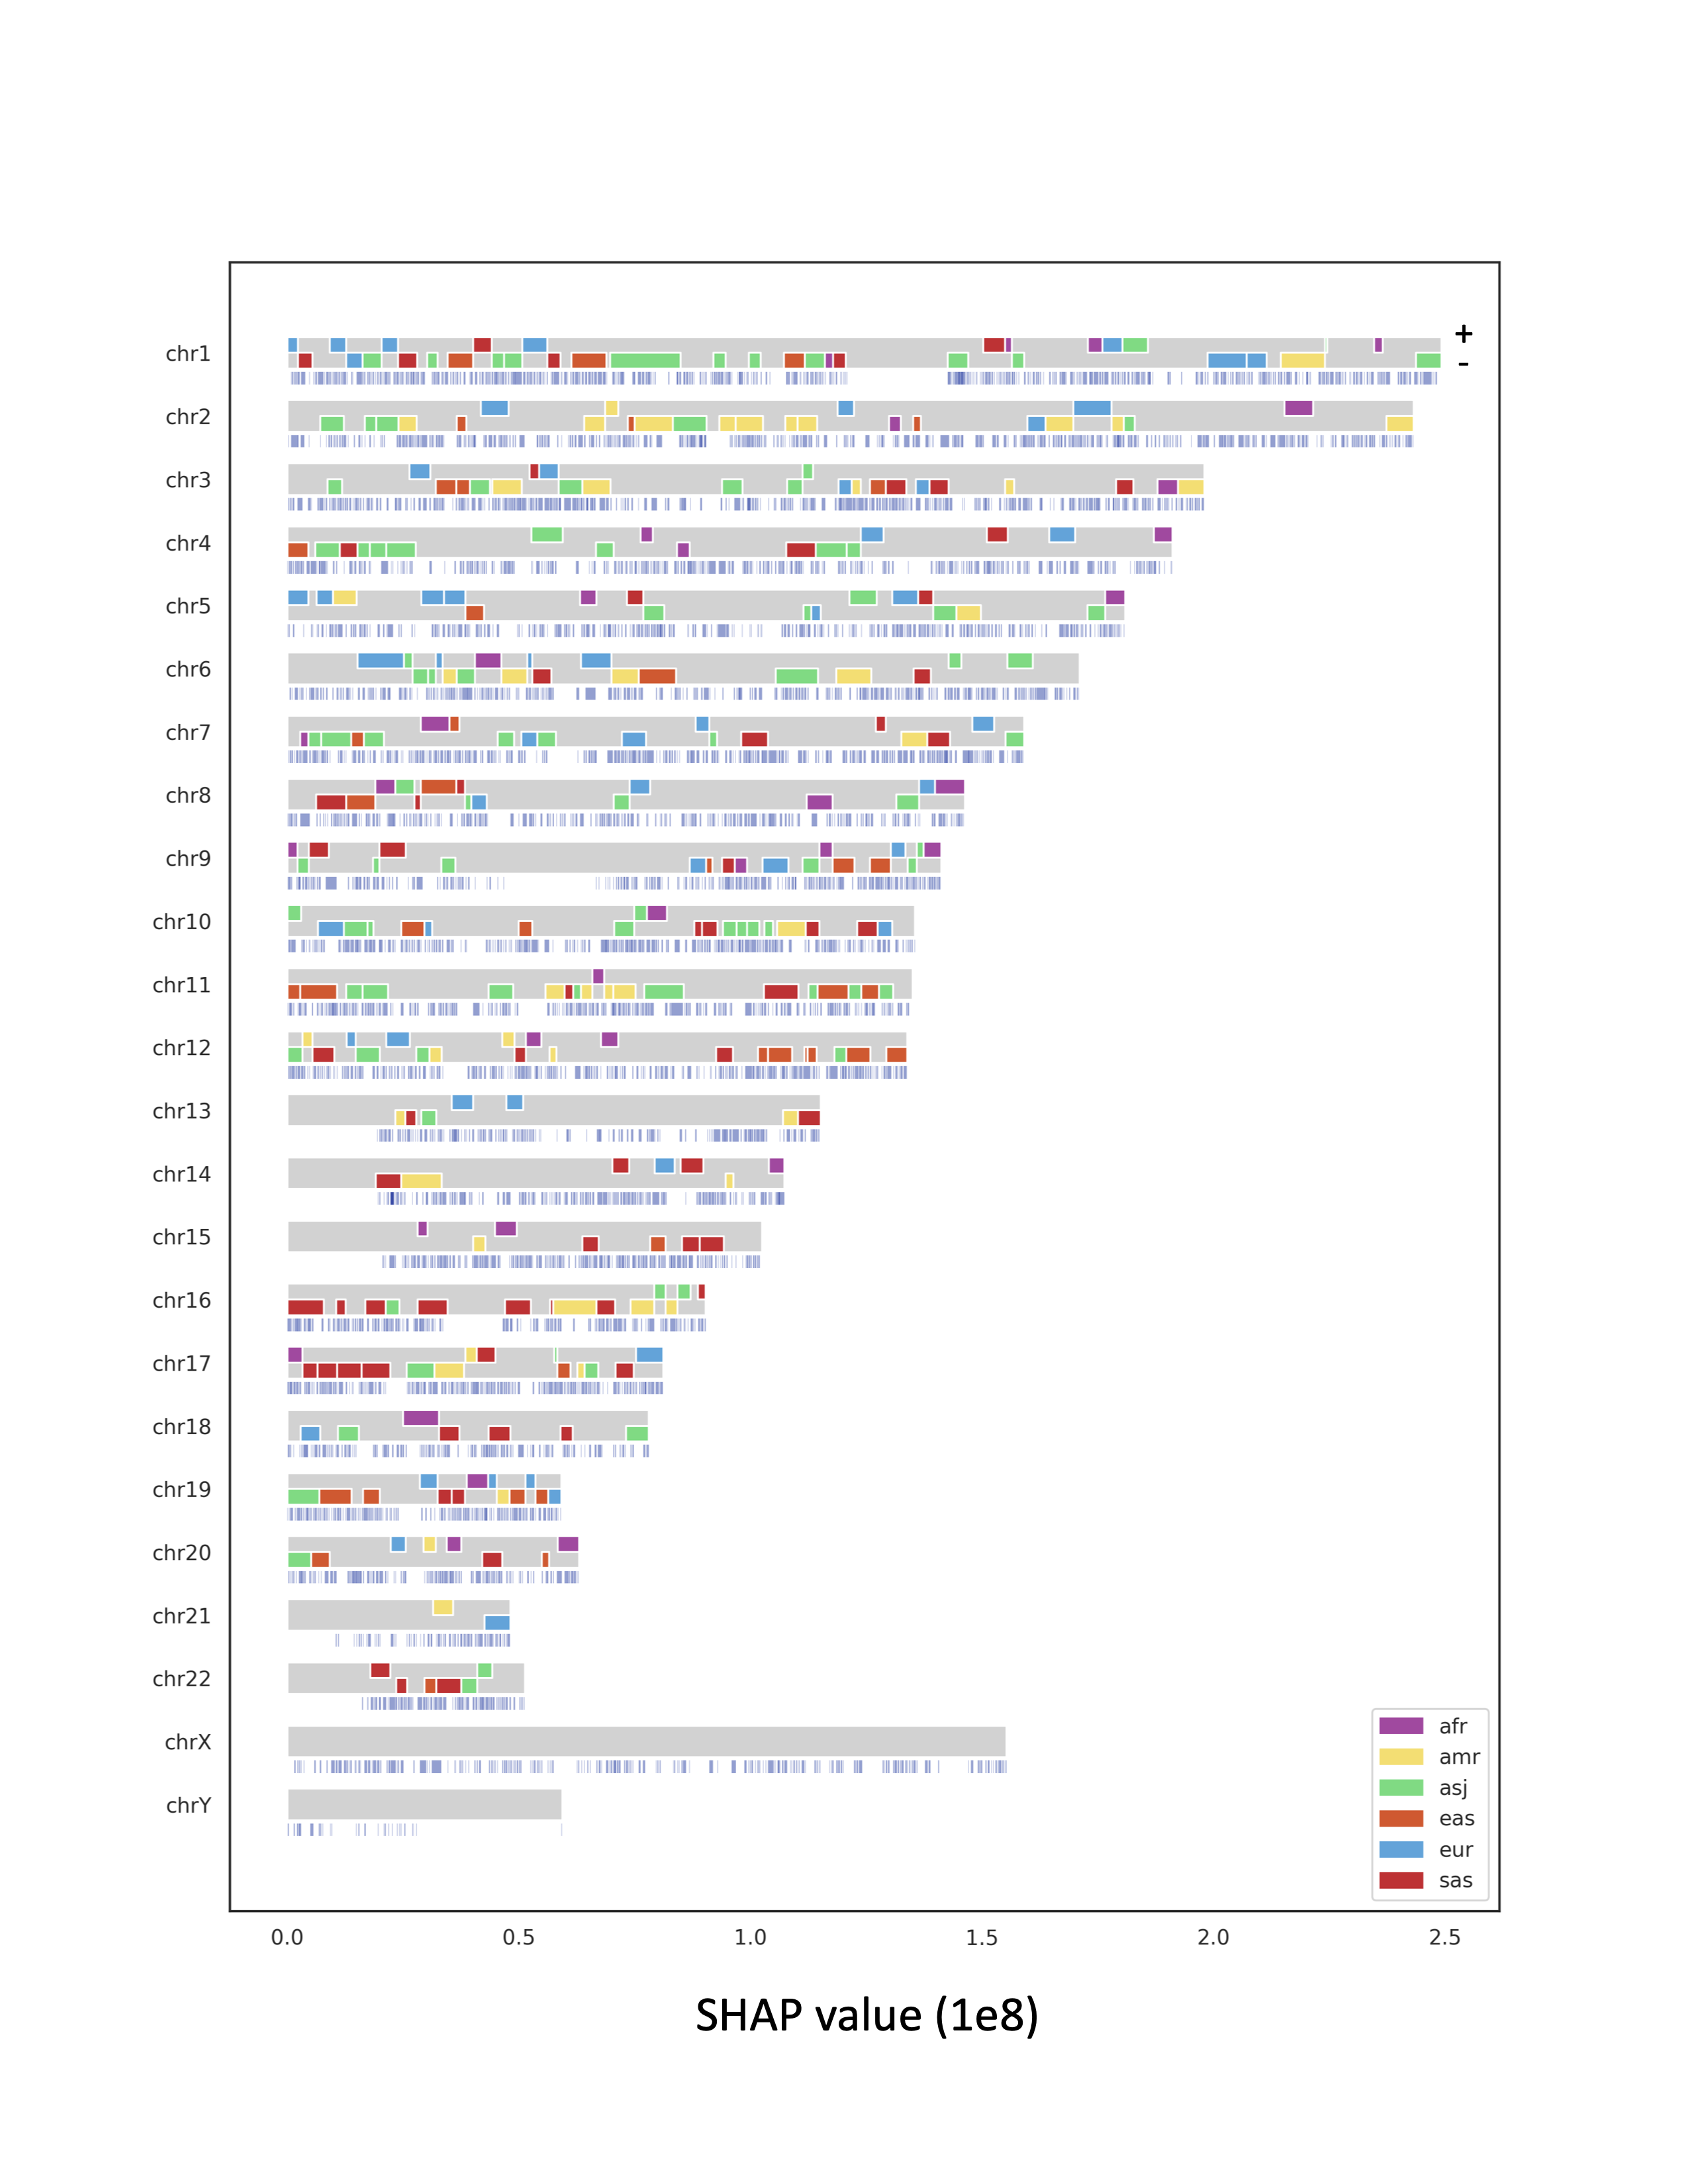 +
chr1
-
chr2
chr3
chr4
chr5
chr6
chr7
chr8
chr9
chr10
chr11
chr12
chr13
chr14
chr15
chr16
chr17
chr18
chr19
chr20
chr21
chr22
chrX
chrY
afr
amr
asj
eas
eur
sas
0.0 0.5 1.0 1.5 2.0 2.5
SHAP value (1e8)